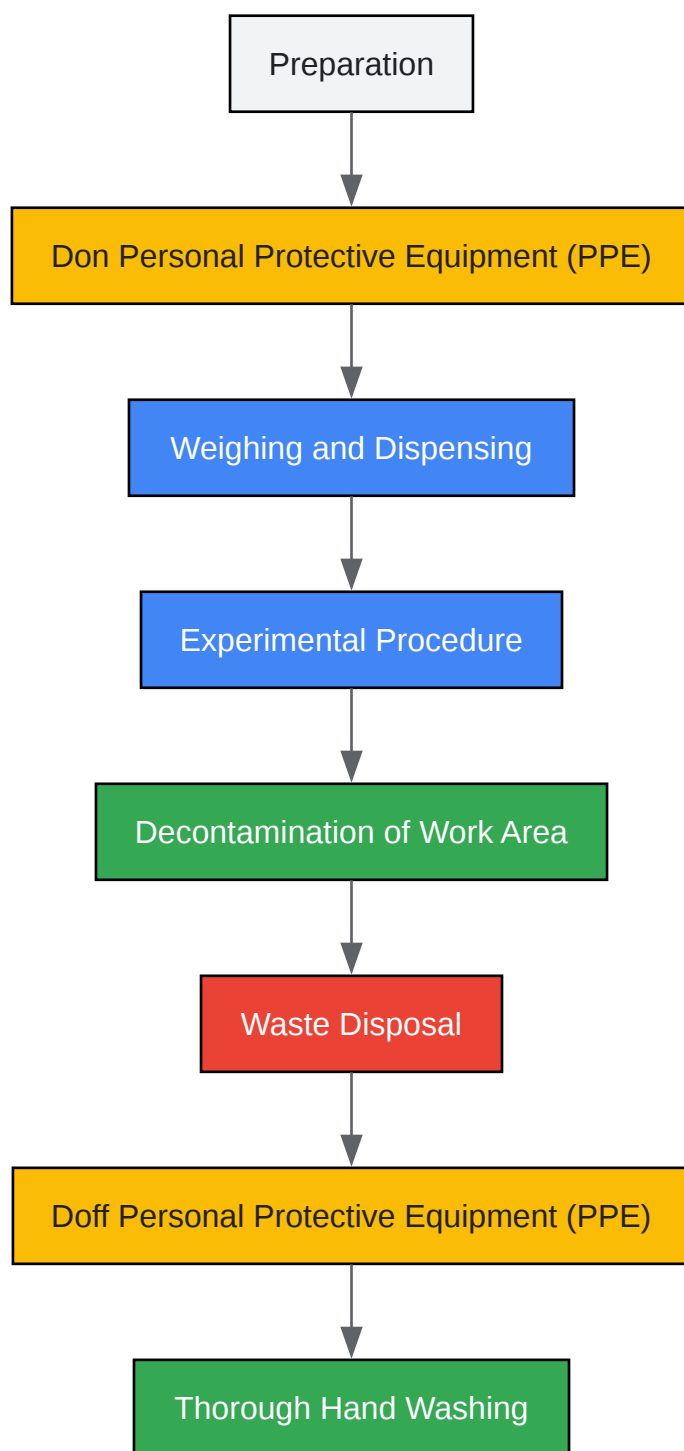 Preparation
Don Personal Protective Equipment (PPE)
Weighing and Dispensing
Experimental Procedure
Decontamination of Work Area
Waste Disposal
Doff Personal Protective Equipment (PPE)
Thorough Hand Washing